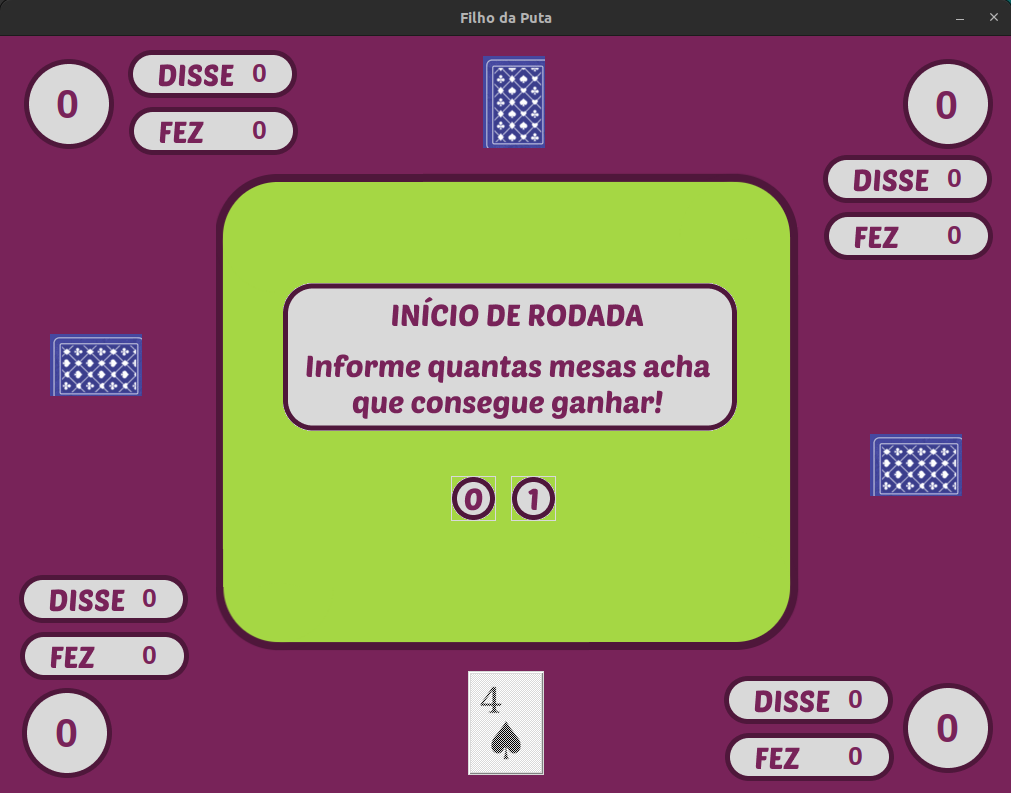 Filho da Puta
0
DISSE 0
FEZ 0
0
DISSE 0
FEZ 0
INÍCIO DE RODADA
Informe quantas mesas acha
que consegue ganhar!
0 1
DISSE 0
FEZ 0
0
4
DISSE 0
FEZ 0
0